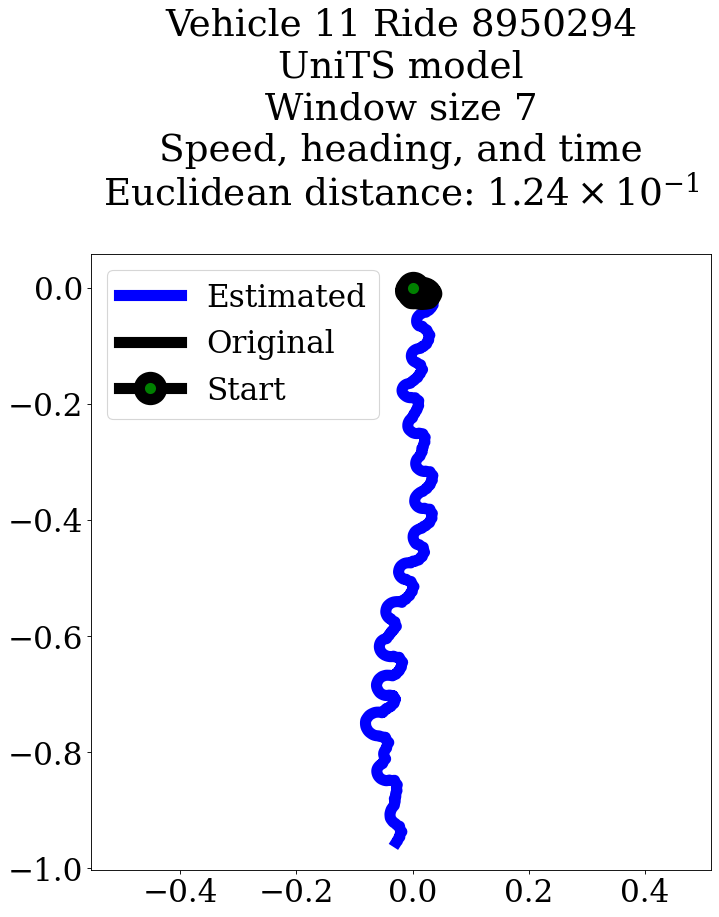 Vehicle 11 Ride 8950294
UniTS model
Window size 7
Speed, heading, and time
Euclidean distance: $1.24 \times 10^{-1}$
Estimated
Original
Start
0.0
−0.2
−0.4
−0.6
−0.8
−1.0
−0.4 −0.2 0.0 0.2 0.4